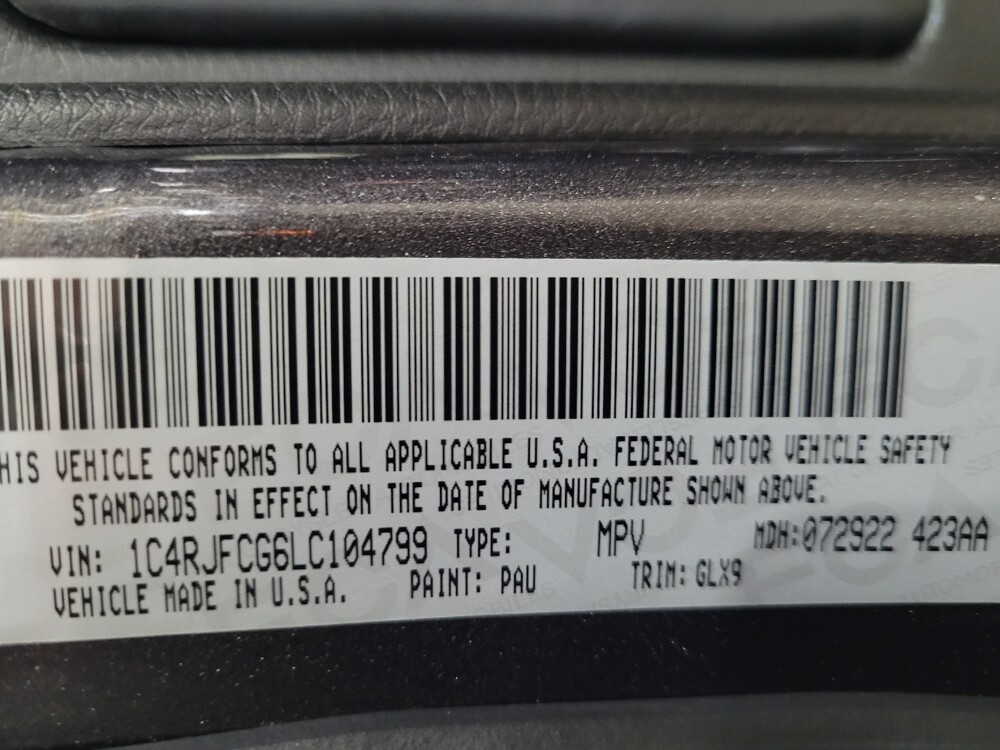 HIS VEHICLE CONFORMS TO ALL APPLICABLE U.S.A. FEDERAL MOTOR VEHICLE SAFETY
STANDARDS IN EFFECT ON THE DATE OF MANUFACTURE SHOWN ABOVE.
VIN: 1C4RJFCG6LC104799 TYPE: MPV MDH:072922 423AA
VEHICLE MADE IN U.S.A. PAINT: PAU TRIM: GLX9